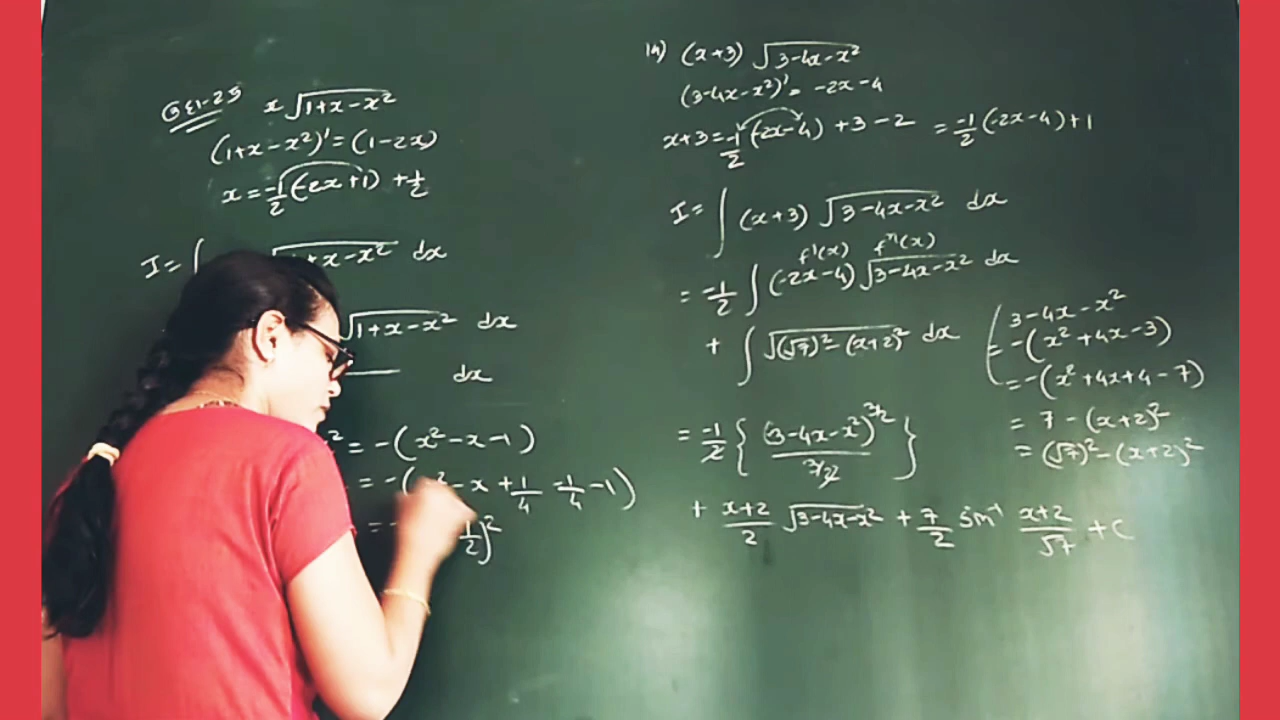 x√(1+x-x²)
(1+x-x²)' = (1-2x)
x = -1/2 (-2x+1) + 1/2
I = ∫ √(1+x-x²) dx
√(1+x-x²) dx
dx
² = -(x²-x-1)
= -(x²-x+1/4 -1/4 -1)
= - 1/2)²
14) (x+3) √(3-4x-x²)
(3-4x-x²)' = -2x-4
x+3 = -1/2 (-2x-4) +3-2 = -1/2 (-2x-4)+1
I = ∫ (x+3) √(3-4x-x²) dx
f'(x) fⁿ(x)
= -1/2 ∫ (-2x-4) √(3-4x-x²) dx
+ ∫ √((√7)²-(x+2)²) dx
3-4x-x²
= -(x²+4x-3)
= -(x²+4x+4-7)
= 7-(x+2)²
= (√7)²-(x+2)²
= -1/2 { (3-4x-x²)^(3/2) / (3/2) }
+ (x+2)/2 √(3-4x-x²) + 7/2 sin⁻¹ (x+2)/√7 + C